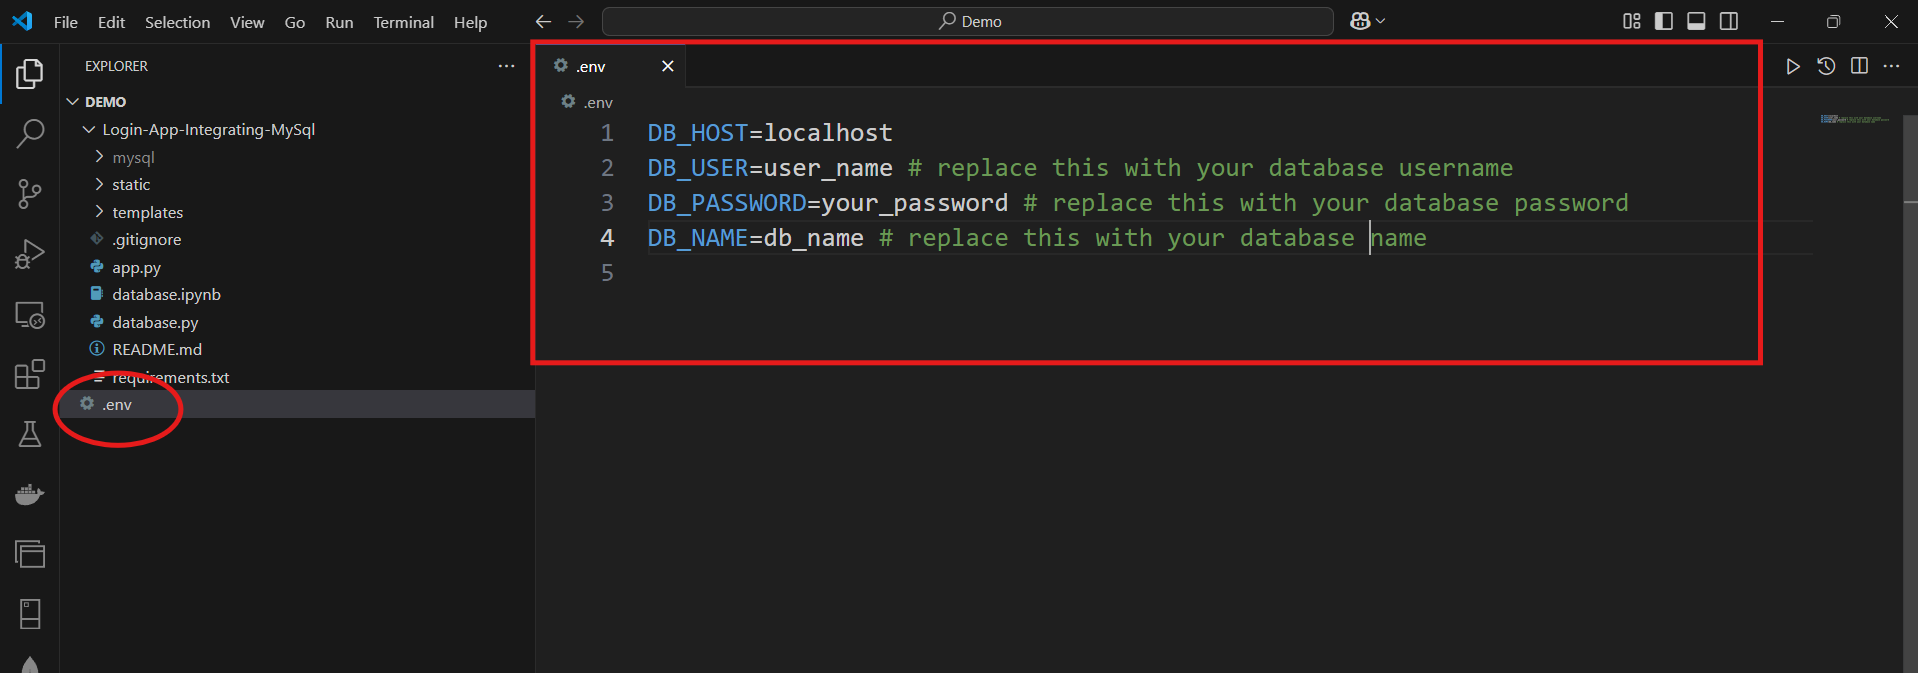 File Edit Selection View Go Run Terminal Help
Demo
EXPLORER
DEMO
Login-App-Integrating-MySql
mysql
static
templates
.gitignore
app.py
database.ipynb
database.py
README.md
requirements.txt
.env
.env
.env
1 DB_HOST=localhost
2 DB_USER=user_name # replace this with your database username
3 DB_PASSWORD=your_password # replace this with your database password
4 DB_NAME=db_name # replace this with your database name
5